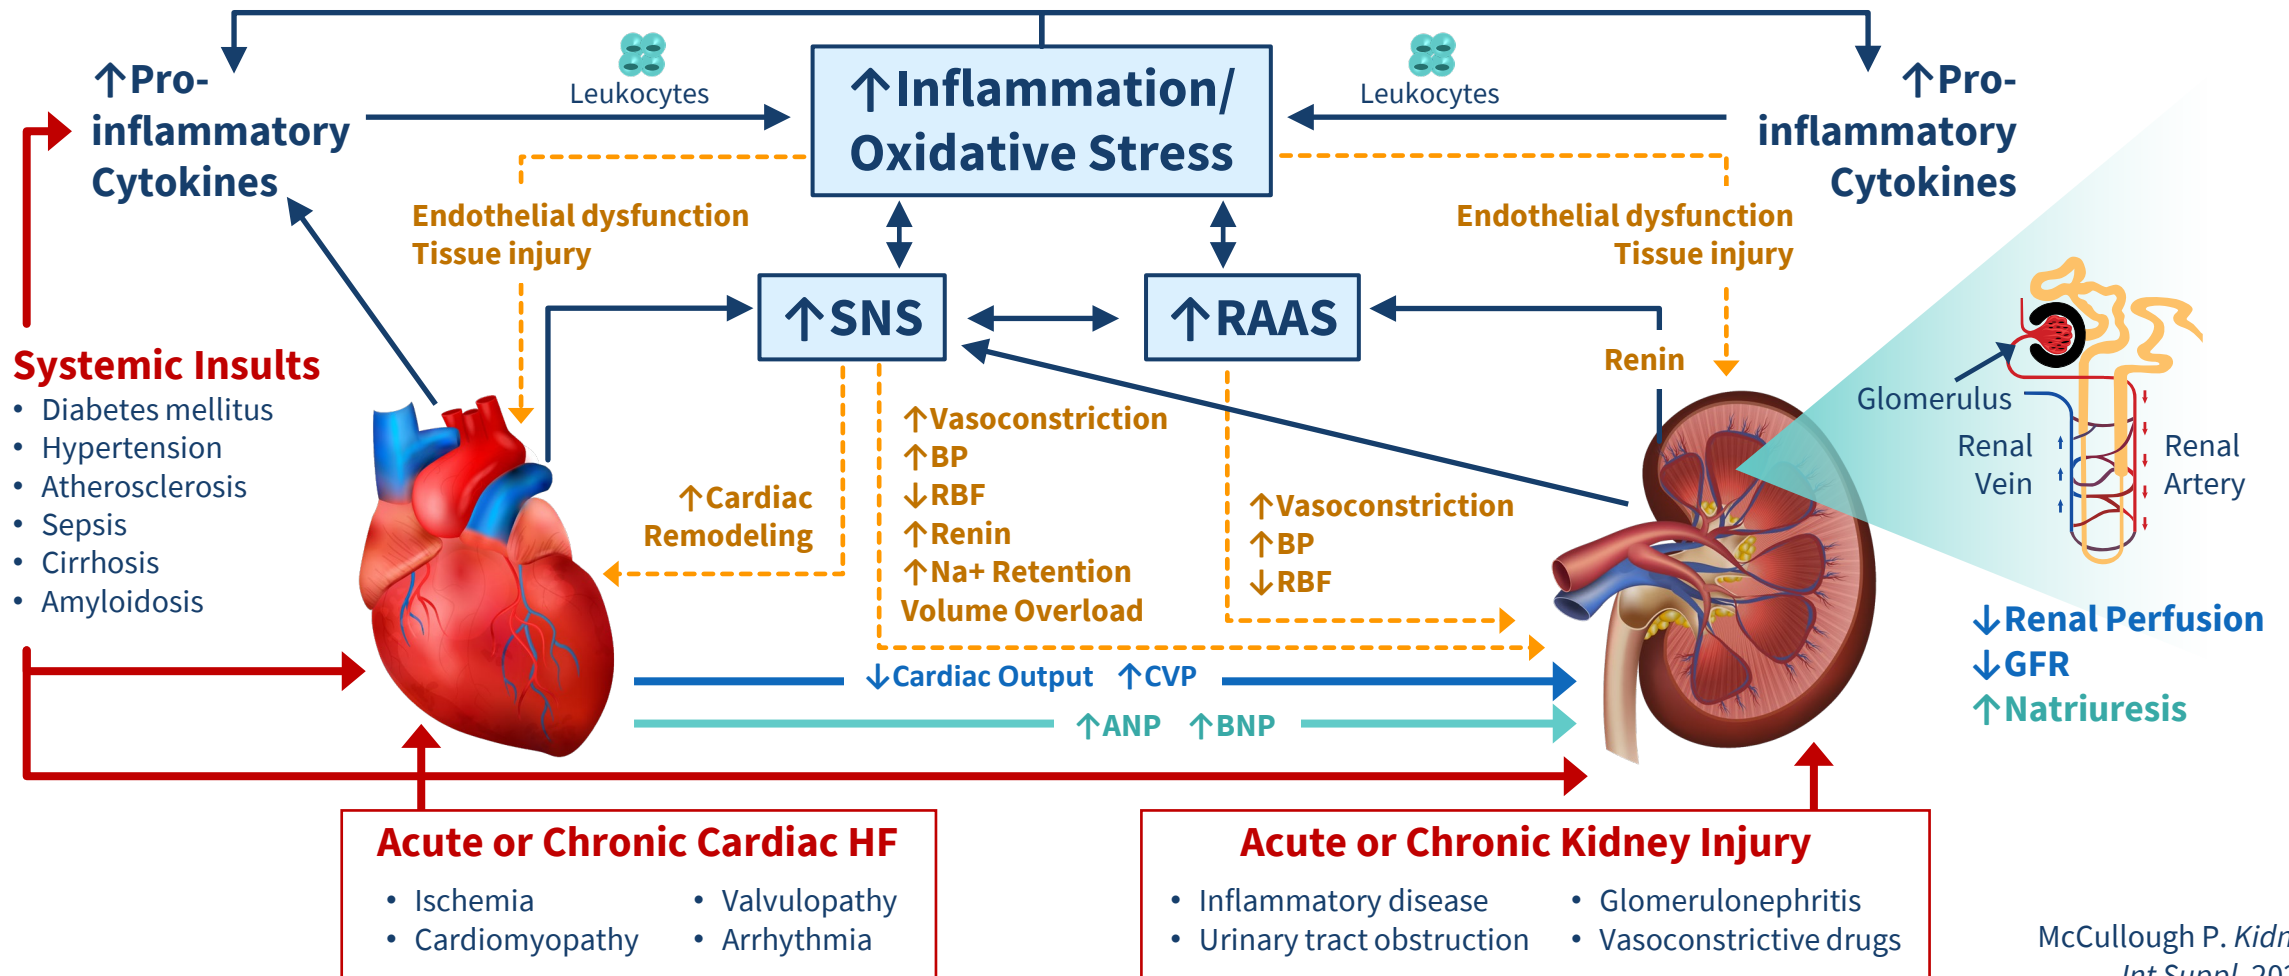 ↑Pro-
inflammatory
Cytokines
Leukocytes
↑Inflammation/
Oxidative Stress
Leukocytes
↑Pro-
inflammatory
Cytokines
Endothelial dysfunction
Tissue injury
Endothelial dysfunction
Tissue injury
↑SNS
↑RAAS
Renin
Systemic Insults
• Diabetes mellitus
• Hypertension
• Atherosclerosis
• Sepsis
• Cirrhosis
• Amyloidosis
↑Cardiac
Remodeling
↑Vasoconstriction
↑BP
↓RBF
↑Renin
↑Na+ Retention
Volume Overload
↑Vasoconstriction
↑BP
↓RBF
Glomerulus
Renal
Vein
Renal
Artery
↓Renal Perfusion
↓GFR
↑Natriuresis
↓Cardiac Output ↑CVP
↑ANP ↑BNP
Acute or Chronic Cardiac HF
• Ischemia
• Cardiomyopathy
• Valvulopathy
• Arrhythmia
Acute or Chronic Kidney Injury
• Inflammatory disease
• Urinary tract obstruction
• Glomerulonephritis
• Vasoconstrictive drugs
McCullough P. Kidn
Int Suppl.